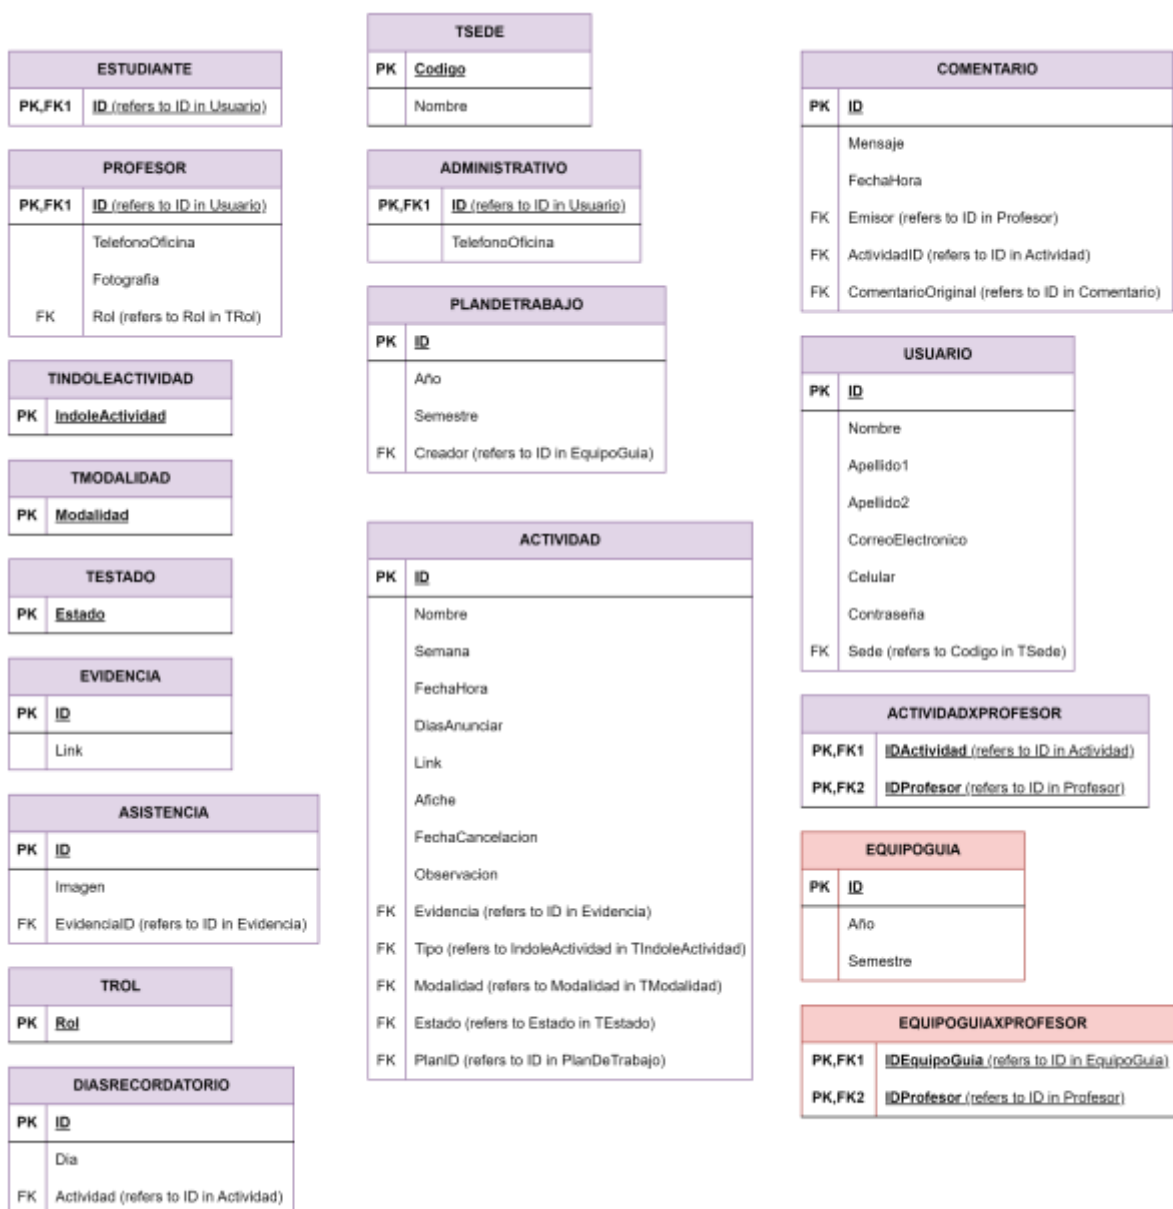 ESTUDIANTE
PK,FK1 ID (refers to ID in Usuario)
PROFESOR
PK,FK1 ID (refers to ID in Usuario)
TelefonoOficina
Fotografia
FK Rol (refers to Rol in TRol)
TINDOLEACTIVIDAD
PK IndoleActividad
TMODALIDAD
PK Modalidad
TESTADO
PK Estado
EVIDENCIA
PK ID
Link
ASISTENCIA
PK ID
Imagen
FK EvidenciaID (refers to ID in Evidencia)
TROL
PK Rol
DIASRECORDATORIO
PK ID
Dia
FK Actividad (refers to ID in Actividad)
TSEDE
PK Codigo
Nombre
ADMINISTRATIVO
PK,FK1 ID (refers to ID in Usuario)
TelefonoOficina
PLANDETRABAJO
PK ID
Año
Semestre
FK Creador (refers to ID in EquipoGuia)
ACTIVIDAD
PK ID
Nombre
Semana
FechaHora
DiasAnunciar
Link
Afiche
FechaCancelacion
Observacion
FK Evidencia (refers to ID in Evidencia)
FK Tipo (refers to IndoleActividad in TIndoleActividad)
FK Modalidad (refers to Modalidad in TModalidad)
FK Estado (refers to Estado in TEstado)
FK PlanID (refers to ID in PlanDeTrabajo)
COMENTARIO
PK ID
Mensaje
FechaHora
FK Emisor (refers to ID in Profesor)
FK ActividadID (refers to ID in Actividad)
FK ComentarioOriginal (refers to ID in Comentario)
USUARIO
PK ID
Nombre
Apellido1
Apellido2
CorreoElectronico
Celular
Contraseña
FK Sede (refers to Codigo in TSede)
ACTIVIDADXPROFESOR
PK,FK1 IDActividad (refers to ID in Actividad)
PK,FK2 IDProfesor (refers to ID in Profesor)
EQUIPOGUIA
PK ID
Año
Semestre
EQUIPOGUIAXPROFESOR
PK,FK1 IDEquipoGuia (refers to ID in EquipoGuia)
PK,FK2 IDProfesor (refers to ID in Profesor)